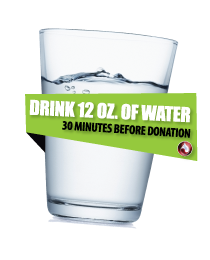 DRINK 12 OZ. OF WATER
30 MINUTES BEFORE DONATION